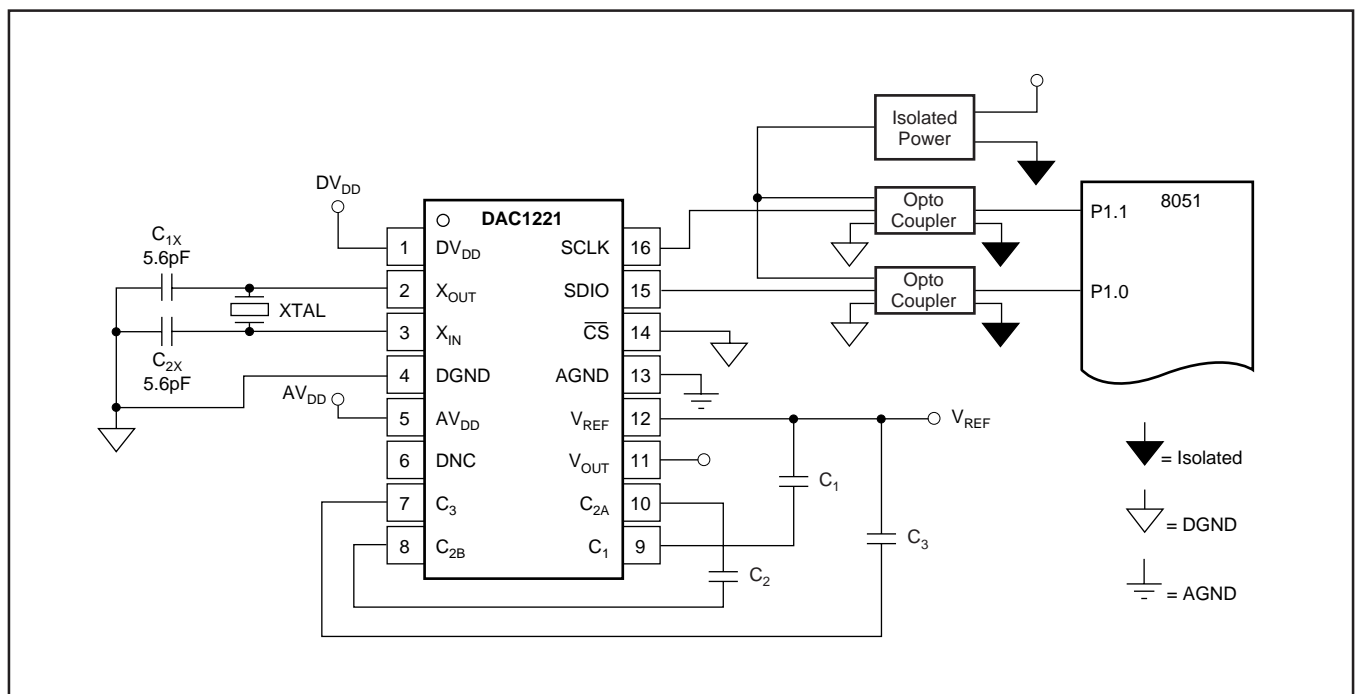 Isolated
Power
DV_DD
DAC1221
Opto
Coupler
P1.1
8051
C_1X
5.6pF
1
DV_DD
SCLK
16
2
X_OUT
SDIO
15
Opto
Coupler
P1.0
XTAL
3
X_IN
C̅S̅
14
C_2X
5.6pF
4
DGND
AGND
13
AV_DD
5
AV_DD
V_REF
12
V_REF
6
DNC
V_OUT
11
C_1
= Isolated
7
C_3
C_2A
10
= DGND
8
C_2B
C_1
9
C_3
C_2
= AGND